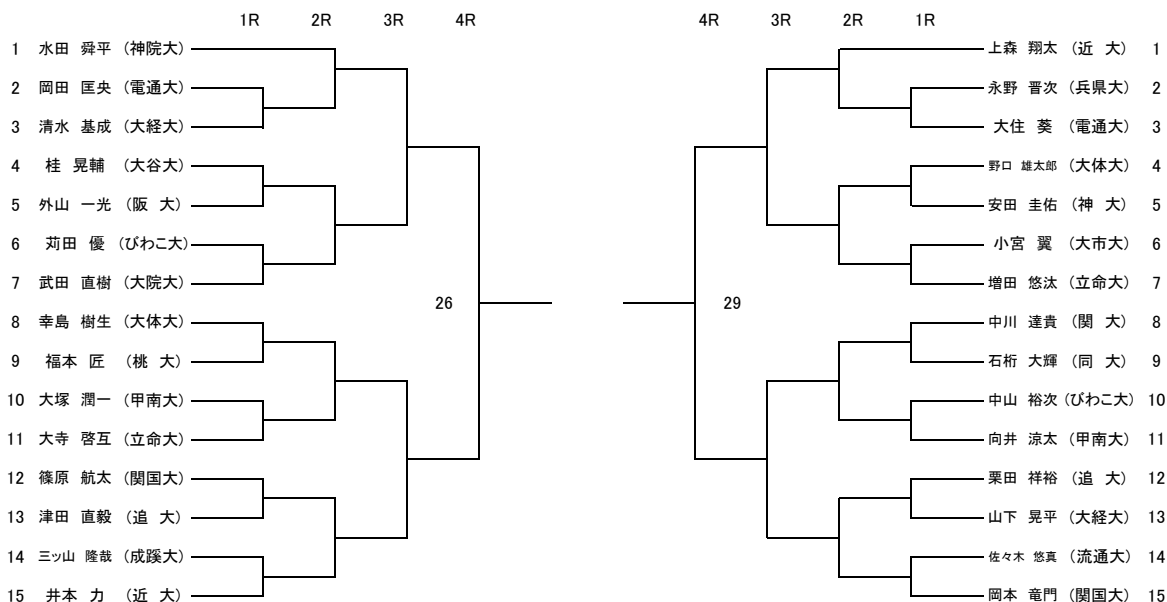 1R 2R 3R 4R
1 水田 舜平 (神院大)
2 岡田 匡央 (電通大)
3 清水 基成 (大経大)
4 桂 晃輔 (大谷大)
5 外山 一光 (阪 大)
6 苅田 優 (びわこ大)
7 武田 直樹 (大院大)
26
8 幸島 樹生 (大体大)
9 福本 匠 (桃 大)
10 大塚 潤一 (甲南大)
11 大寺 啓互 (立命大)
12 篠原 航太 (関国大)
13 津田 直毅 (追 大)
14 三ッ山 隆哉 (成蹊大)
15 井本 力 (近 大)
4R 3R 2R 1R
上森 翔太 (近 大) 1
永野 晋次 (兵県大) 2
大住 葵 (電通大) 3
野口 雄太郎 (大体大) 4
安田 圭佑 (神 大) 5
小宮 翼 (大市大) 6
増田 悠汰 (立命大) 7
29
中川 達貴 (関 大) 8
石桁 大輝 (同 大) 9
中山 裕次 (びわこ大) 10
向井 涼太 (甲南大) 11
栗田 祥裕 (追 大) 12
山下 晃平 (大経大) 13
佐々木 悠真 (流通大) 14
岡本 竜門 (関国大) 15